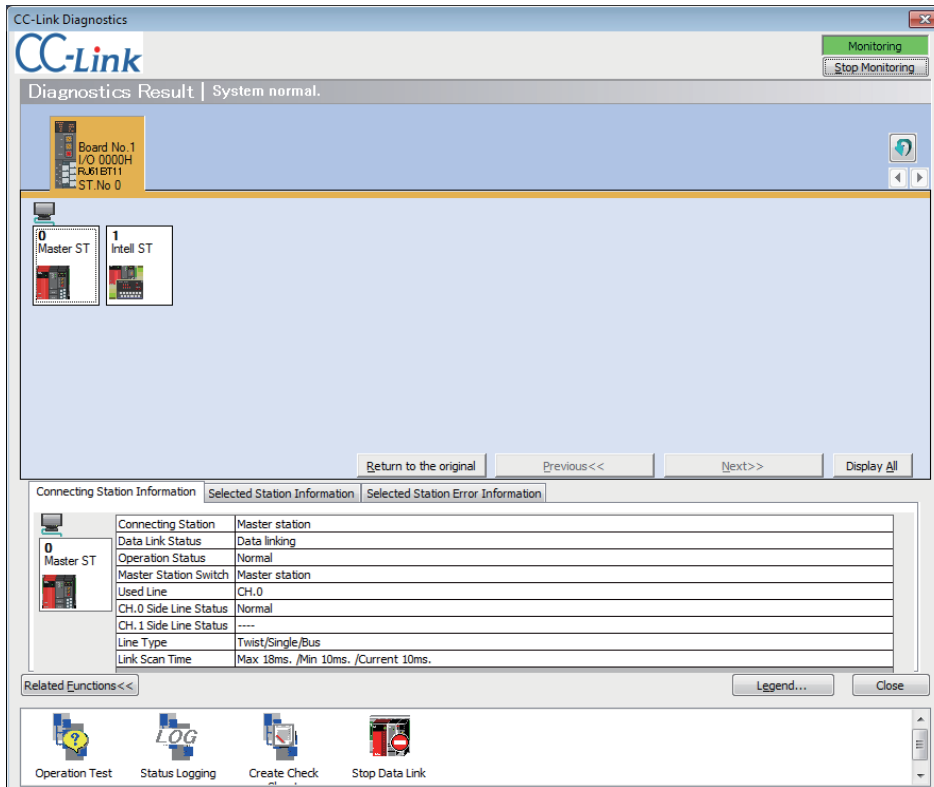 CC-Link Diagnostics
CC-Link
Monitoring
Stop Monitoring
Diagnostics Result | System normal.
Board No.1
I/O 0000H
RJ61BT11
ST.No 0
0
Master ST
1
Intell ST
Return to the original
Previous<<
Next>>
Display All
Connecting Station Information
Selected Station Information
Selected Station Error Information
0
Master ST
Connecting Station Master station
Data Link Status Data linking
Operation Status Normal
Master Station Switch Master station
Used Line CH.0
CH.0 Side Line Status Normal
CH.1 Side Line Status ----
Line Type Twist/Single/Bus
Link Scan Time Max 18ms. /Min 10ms. /Current 10ms.
Related Functions<<
Legend...
Close
LOG
Operation Test
Status Logging
Create Check
Stop Data Link